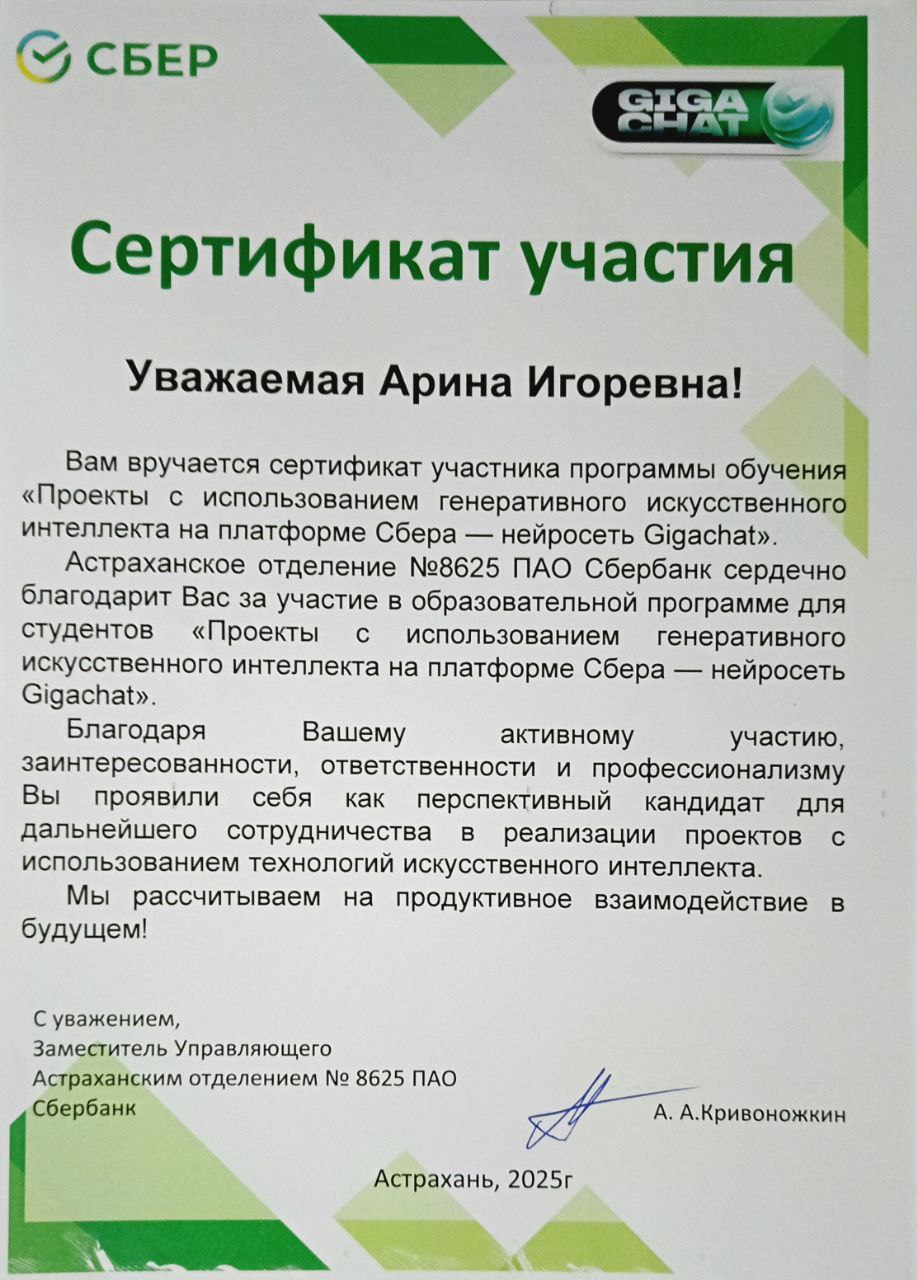 СБЕР
GIGA
CHAT
Сертификат участия
Уважаемая Арина Игоревна!
Вам вручается сертификат участника программы обучения
«Проекты с использованием генеративного искусственного
интеллекта на платформе Сбера — нейросеть Gigachat».
Астраханское отделение №8625 ПАО Сбербанк сердечно
благодарит Вас за участие в образовательной программе для
студентов «Проекты с использованием генеративного
искусственного интеллекта на платформе Сбера — нейросеть
Gigachat».
Благодаря Вашему активному участию,
заинтересованности, ответственности и профессионализму
Вы проявили себя как перспективный кандидат для
дальнейшего сотрудничества в реализации проектов с
использованием технологий искусственного интеллекта.
Мы рассчитываем на продуктивное взаимодействие в
будущем!
С уважением,
Заместитель Управляющего
Астраханским отделением № 8625 ПАО
Сбербанк
А. А.Кривоножкин
Астрахань, 2025г